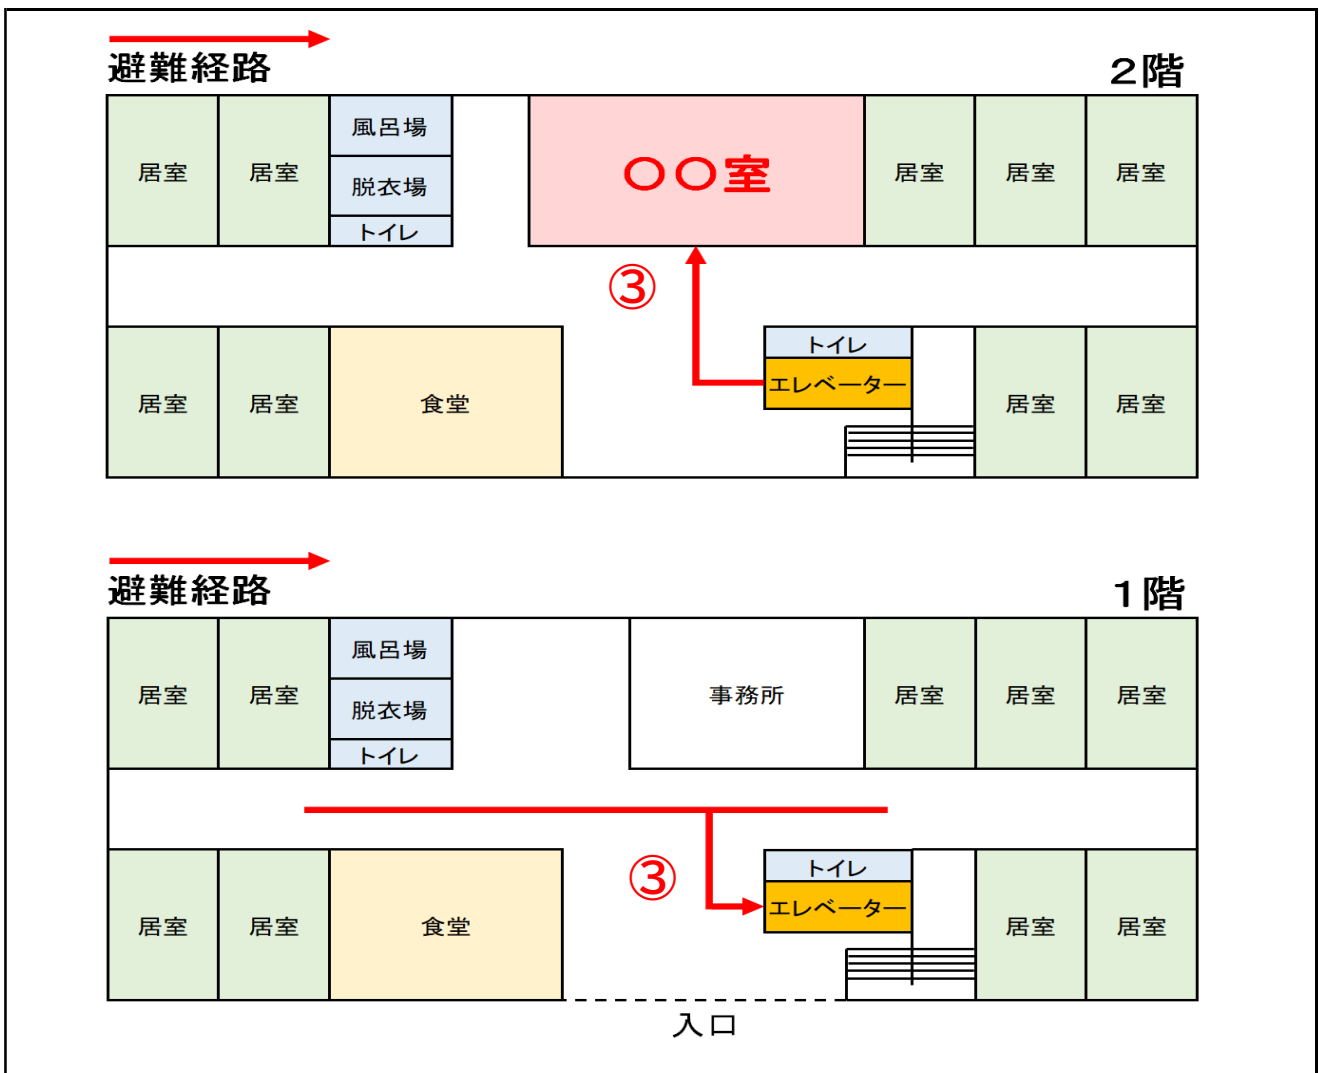 避難経路
2階
居室
居室
風呂場
脱衣場
トイレ
〇〇室
居室
居室
居室
③
居室
居室
食堂
トイレ
エレベーター
居室
居室
避難経路
1階
居室
居室
風呂場
脱衣場
トイレ
事務所
居室
居室
居室
③
居室
居室
食堂
トイレ
エレベーター
居室
居室
入口